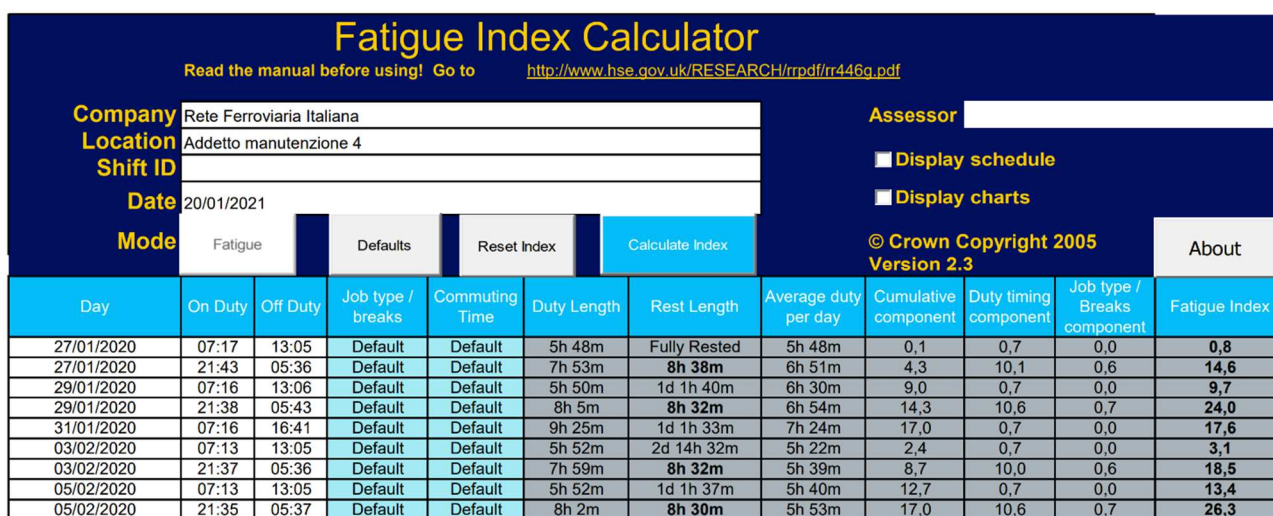 Fatigue Index Calculator
Read the manual before using! Go to http://www.hse.gov.uk/RESEARCH/rrpdf/rr446g.pdf
Company Rete Ferroviaria Italiana Assessor
Location Addetto manutenzione 4
Display schedule
Shift ID
Display charts
Date 20/01/2021
Mode Fatigue Defaults Reset Index Calculate Index © Crown Copyright 2005 About
Version 2.3
Day On Duty Off Duty Job type / breaks Commuting Time Duty Length Rest Length Average duty per day Cumulative component Duty timing component Job type / Breaks component Fatigue Index
27/01/2020 07:17 13:05 Default Default 5h 48m Fully Rested 5h 48m 0,1 0,7 0,0 0,8
27/01/2020 21:43 05:36 Default Default 7h 53m 8h 38m 6h 51m 4,3 10,1 0,6 14,6
29/01/2020 07:16 13:06 Default Default 5h 50m 1d 1h 40m 6h 30m 9,0 0,7 0,0 9,7
29/01/2020 21:38 05:43 Default Default 8h 5m 8h 32m 6h 54m 14,3 10,6 0,7 24,0
31/01/2020 07:16 16:41 Default Default 9h 25m 1d 1h 33m 7h 24m 17,0 0,7 0,0 17,6
03/02/2020 07:13 13:05 Default Default 5h 52m 2d 14h 32m 5h 22m 2,4 0,7 0,0 3,1
03/02/2020 21:37 05:36 Default Default 7h 59m 8h 32m 5h 39m 8,7 10,0 0,6 18,5
05/02/2020 07:13 13:05 Default Default 5h 52m 1d 1h 37m 5h 40m 12,7 0,7 0,0 13,4
05/02/2020 21:35 05:37 Default Default 8h 2m 8h 30m 5h 53m 17,0 10,6 0,7 26,3